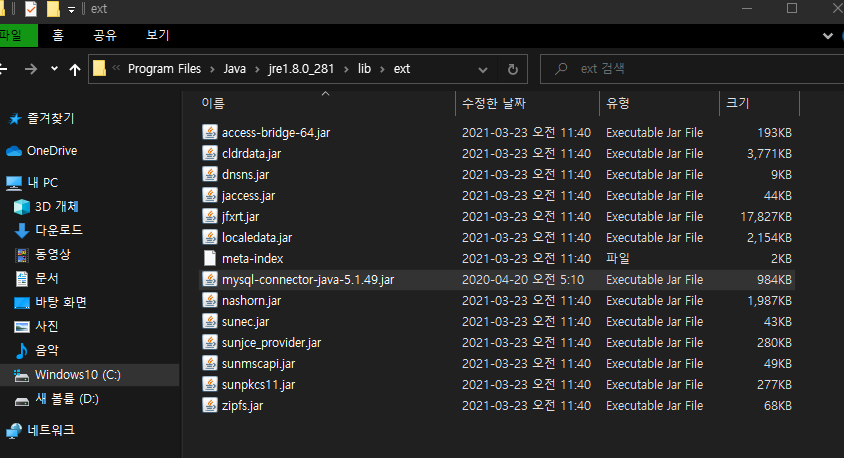 ext
파일 홈 공유 보기
Program Files > Java > jre1.8.0_281 > lib > ext
ext 검색
즐겨찾기
OneDrive
내 PC
3D 개체
다운로드
동영상
문서
바탕 화면
사진
음악
Windows10 (C:)
새 볼륨 (D:)
네트워크
이름 수정한 날짜 유형 크기
access-bridge-64.jar 2021-03-23 오전 11:40 Executable Jar File 193KB
cldrdata.jar 2021-03-23 오전 11:40 Executable Jar File 3,771KB
dnsns.jar 2021-03-23 오전 11:40 Executable Jar File 9KB
jaccess.jar 2021-03-23 오전 11:40 Executable Jar File 44KB
jfxrt.jar 2021-03-23 오전 11:40 Executable Jar File 17,827KB
localedata.jar 2021-03-23 오전 11:40 Executable Jar File 2,154KB
meta-index 2021-03-23 오전 11:40 파일 2KB
mysql-connector-java-5.1.49.jar 2020-04-20 오전 5:10 Executable Jar File 984KB
nashorn.jar 2021-03-23 오전 11:40 Executable Jar File 1,987KB
sunec.jar 2021-03-23 오전 11:40 Executable Jar File 43KB
sunjce_provider.jar 2021-03-23 오전 11:40 Executable Jar File 280KB
sunmscapi.jar 2021-03-23 오전 11:40 Executable Jar File 49KB
sunpkcs11.jar 2021-03-23 오전 11:40 Executable Jar File 277KB
zipfs.jar 2021-03-23 오전 11:40 Executable Jar File 68KB